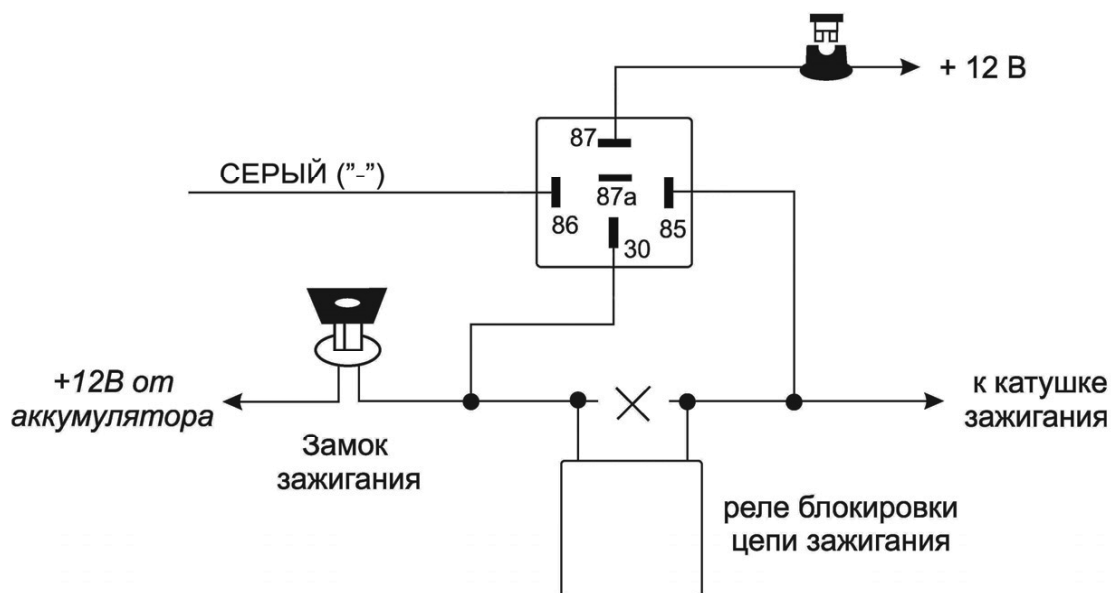 + 12 В
87
СЕРЫЙ (”-”)
87а
86
85
30
+12В от
аккумулятора
Замок
зажигания
к катушке
зажигания
реле блокировки
цепи зажигания